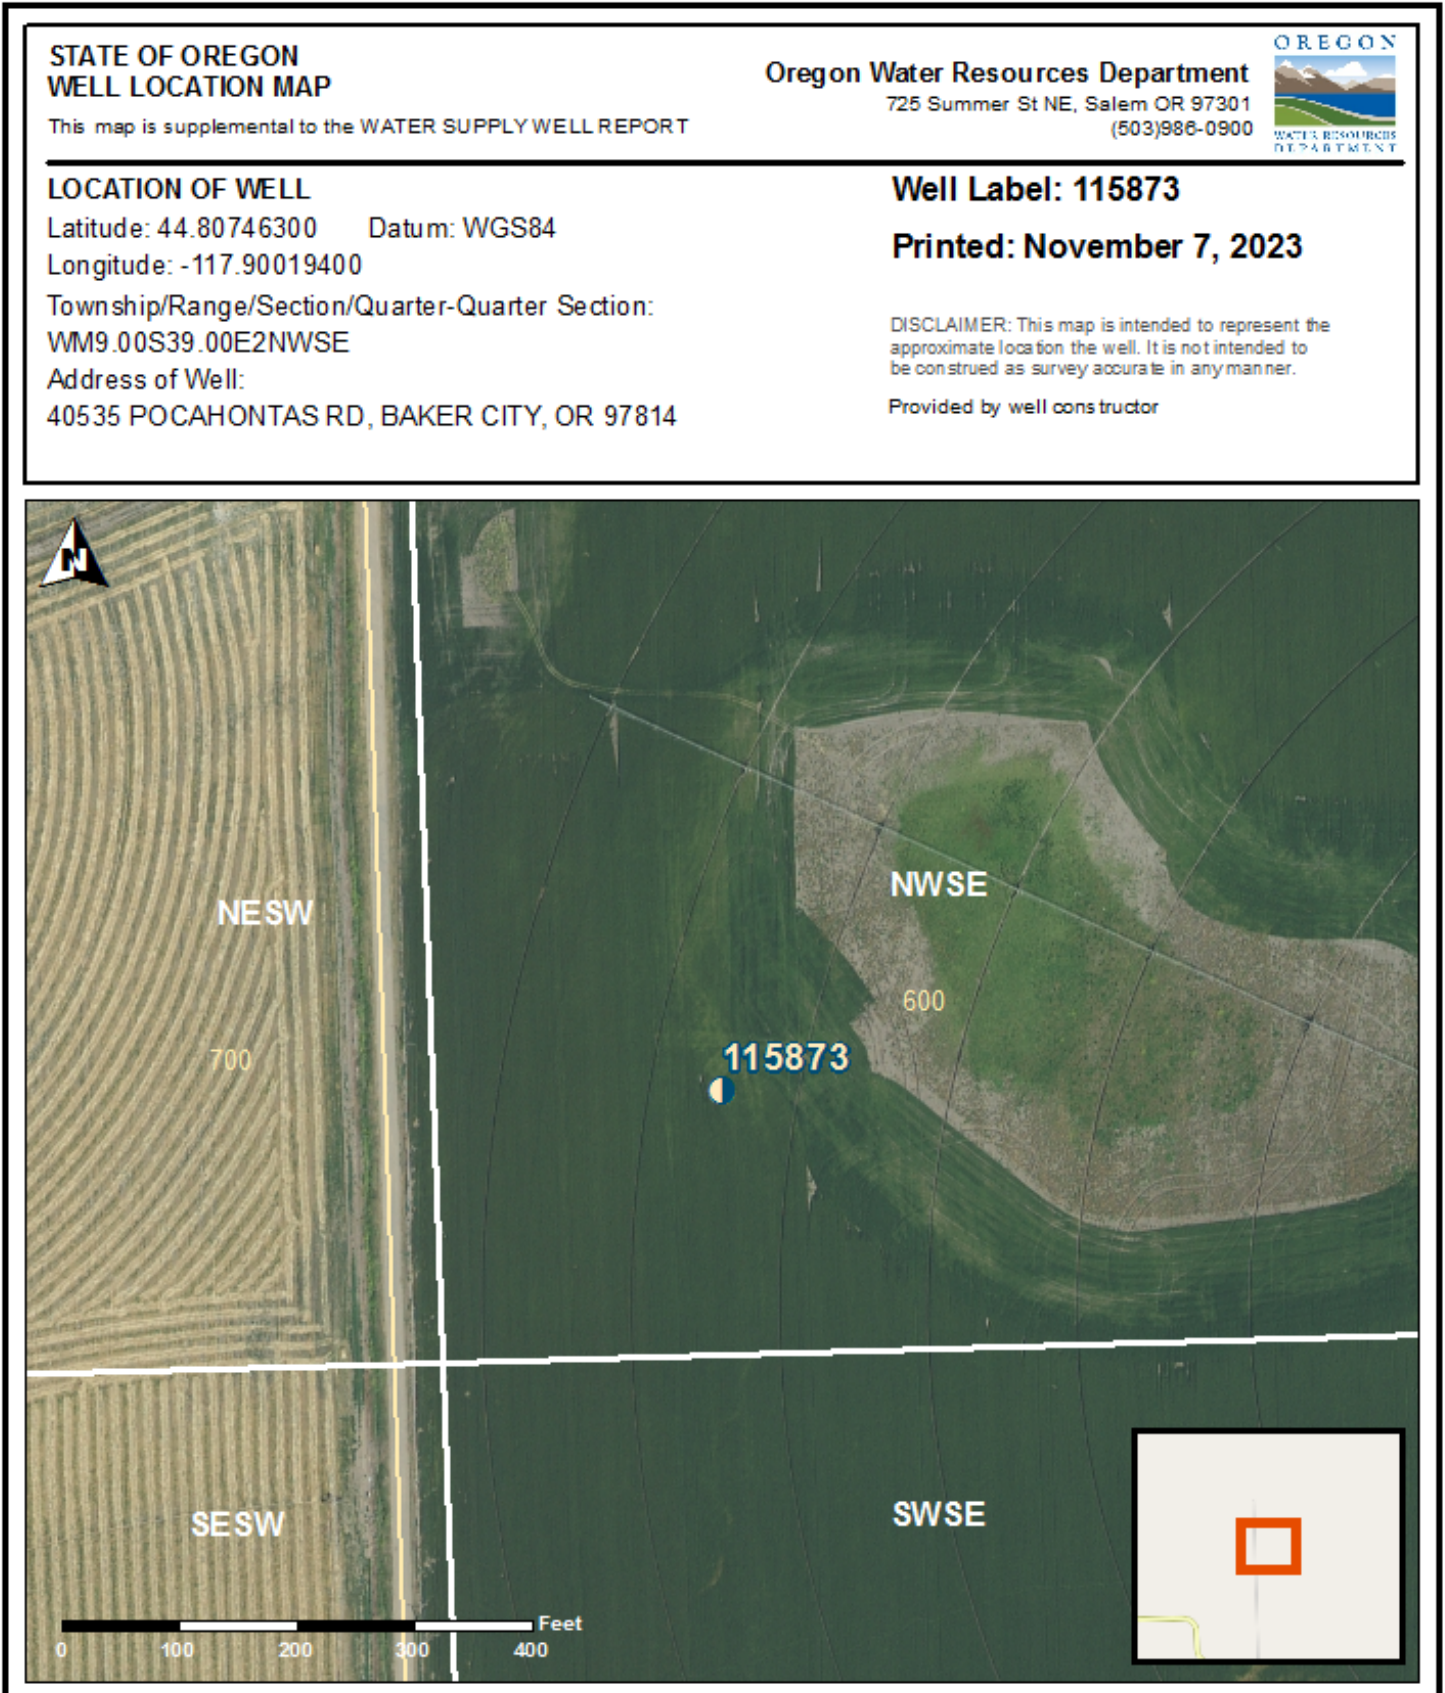 STATE OF OREGON
WELL LOCATION MAP
This map is supplemental to the WATER SUPPLY WELL REPORT
Oregon Water Resources Department
725 Summer St NE, Salem OR 97301
(503)986-0900
OREGON
WATER RESOURCES
DEPARTMENT
LOCATION OF WELL
Latitude: 44.80746300 Datum: WGS84
Longitude: -117.90019400
Township/Range/Section/Quarter-Quarter Section:
WM9.00S39.00E2NWSE
Address of Well:
40535 POCAHONTAS RD, BAKER CITY, OR 97814
Well Label: 115873
Printed: November 7, 2023
DISCLAIMER: This map is intended to represent the
approximate location the well. It is not intended to
be construed as survey accurate in any manner.
Provided by well constructor
N
NWSE
NESW
600
700
115873
SESW
SWSE
Feet
0 100 200 300 400